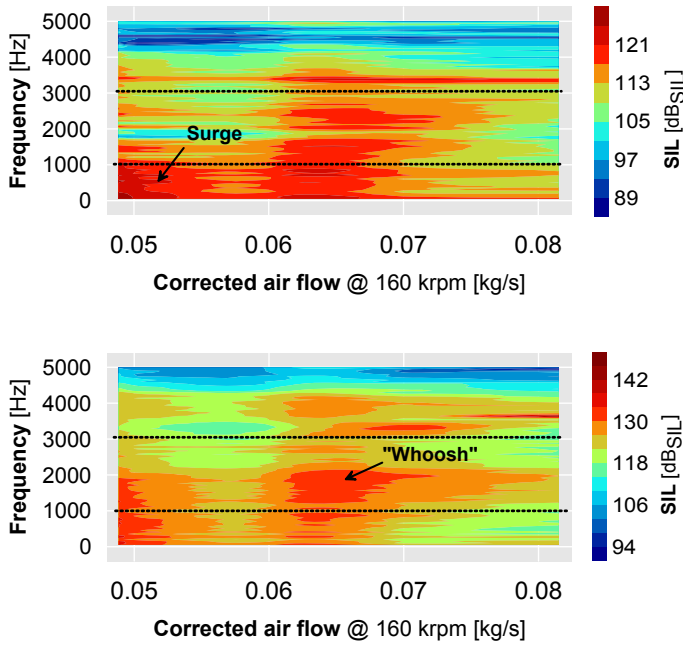 5000
4000
3000
2000
1000
0
Frequency [Hz]
Surge
0.05 0.06 0.07 0.08
Corrected air flow @ 160 krpm [kg/s]
121
113
105
97
89
SIL [dBSIL]
5000
4000
3000
2000
1000
0
Frequency [Hz]
"Whoosh"
0.05 0.06 0.07 0.08
Corrected air flow @ 160 krpm [kg/s]
142
130
118
106
94
SIL [dBSIL]